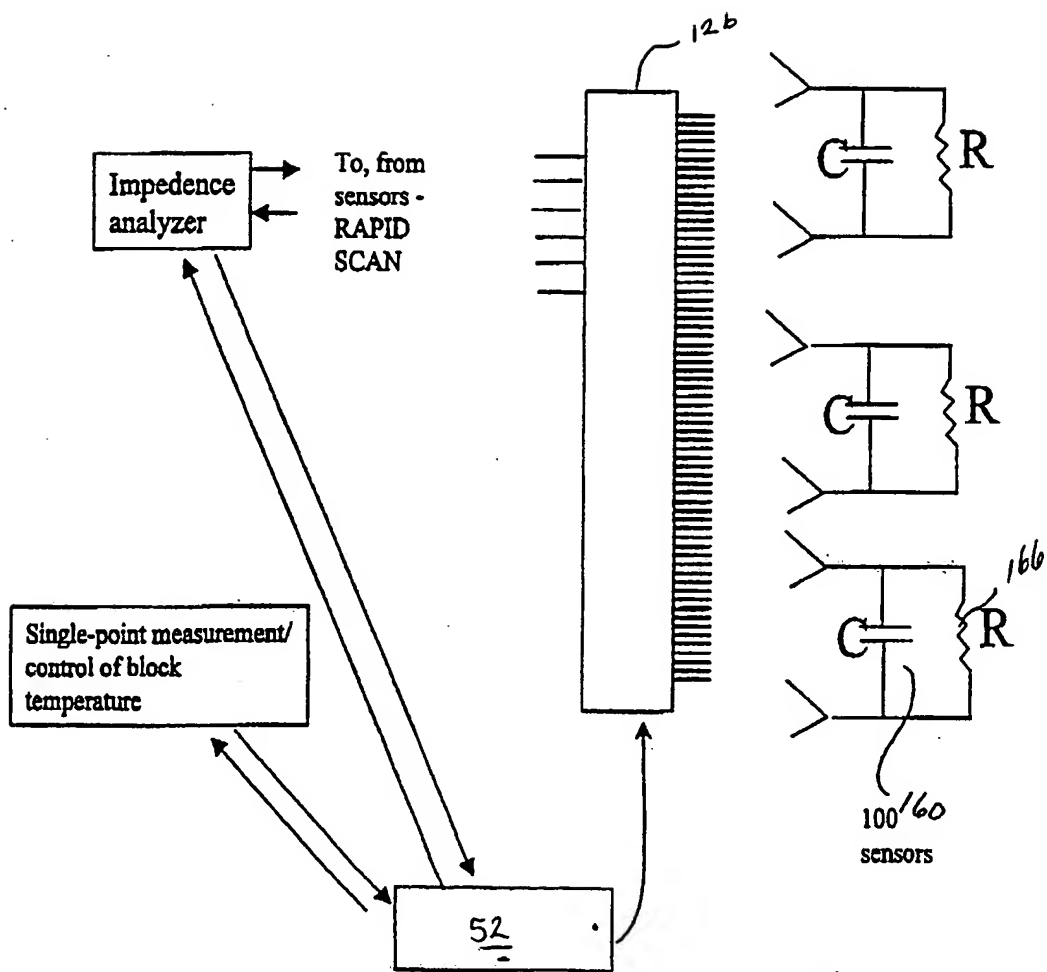 126
Impedence
analyzer
To, from
sensors -
RAPID
SCAN
C R
C R
166
C R
Single-point measurement/
control of block
temperature
100 160
sensors
52